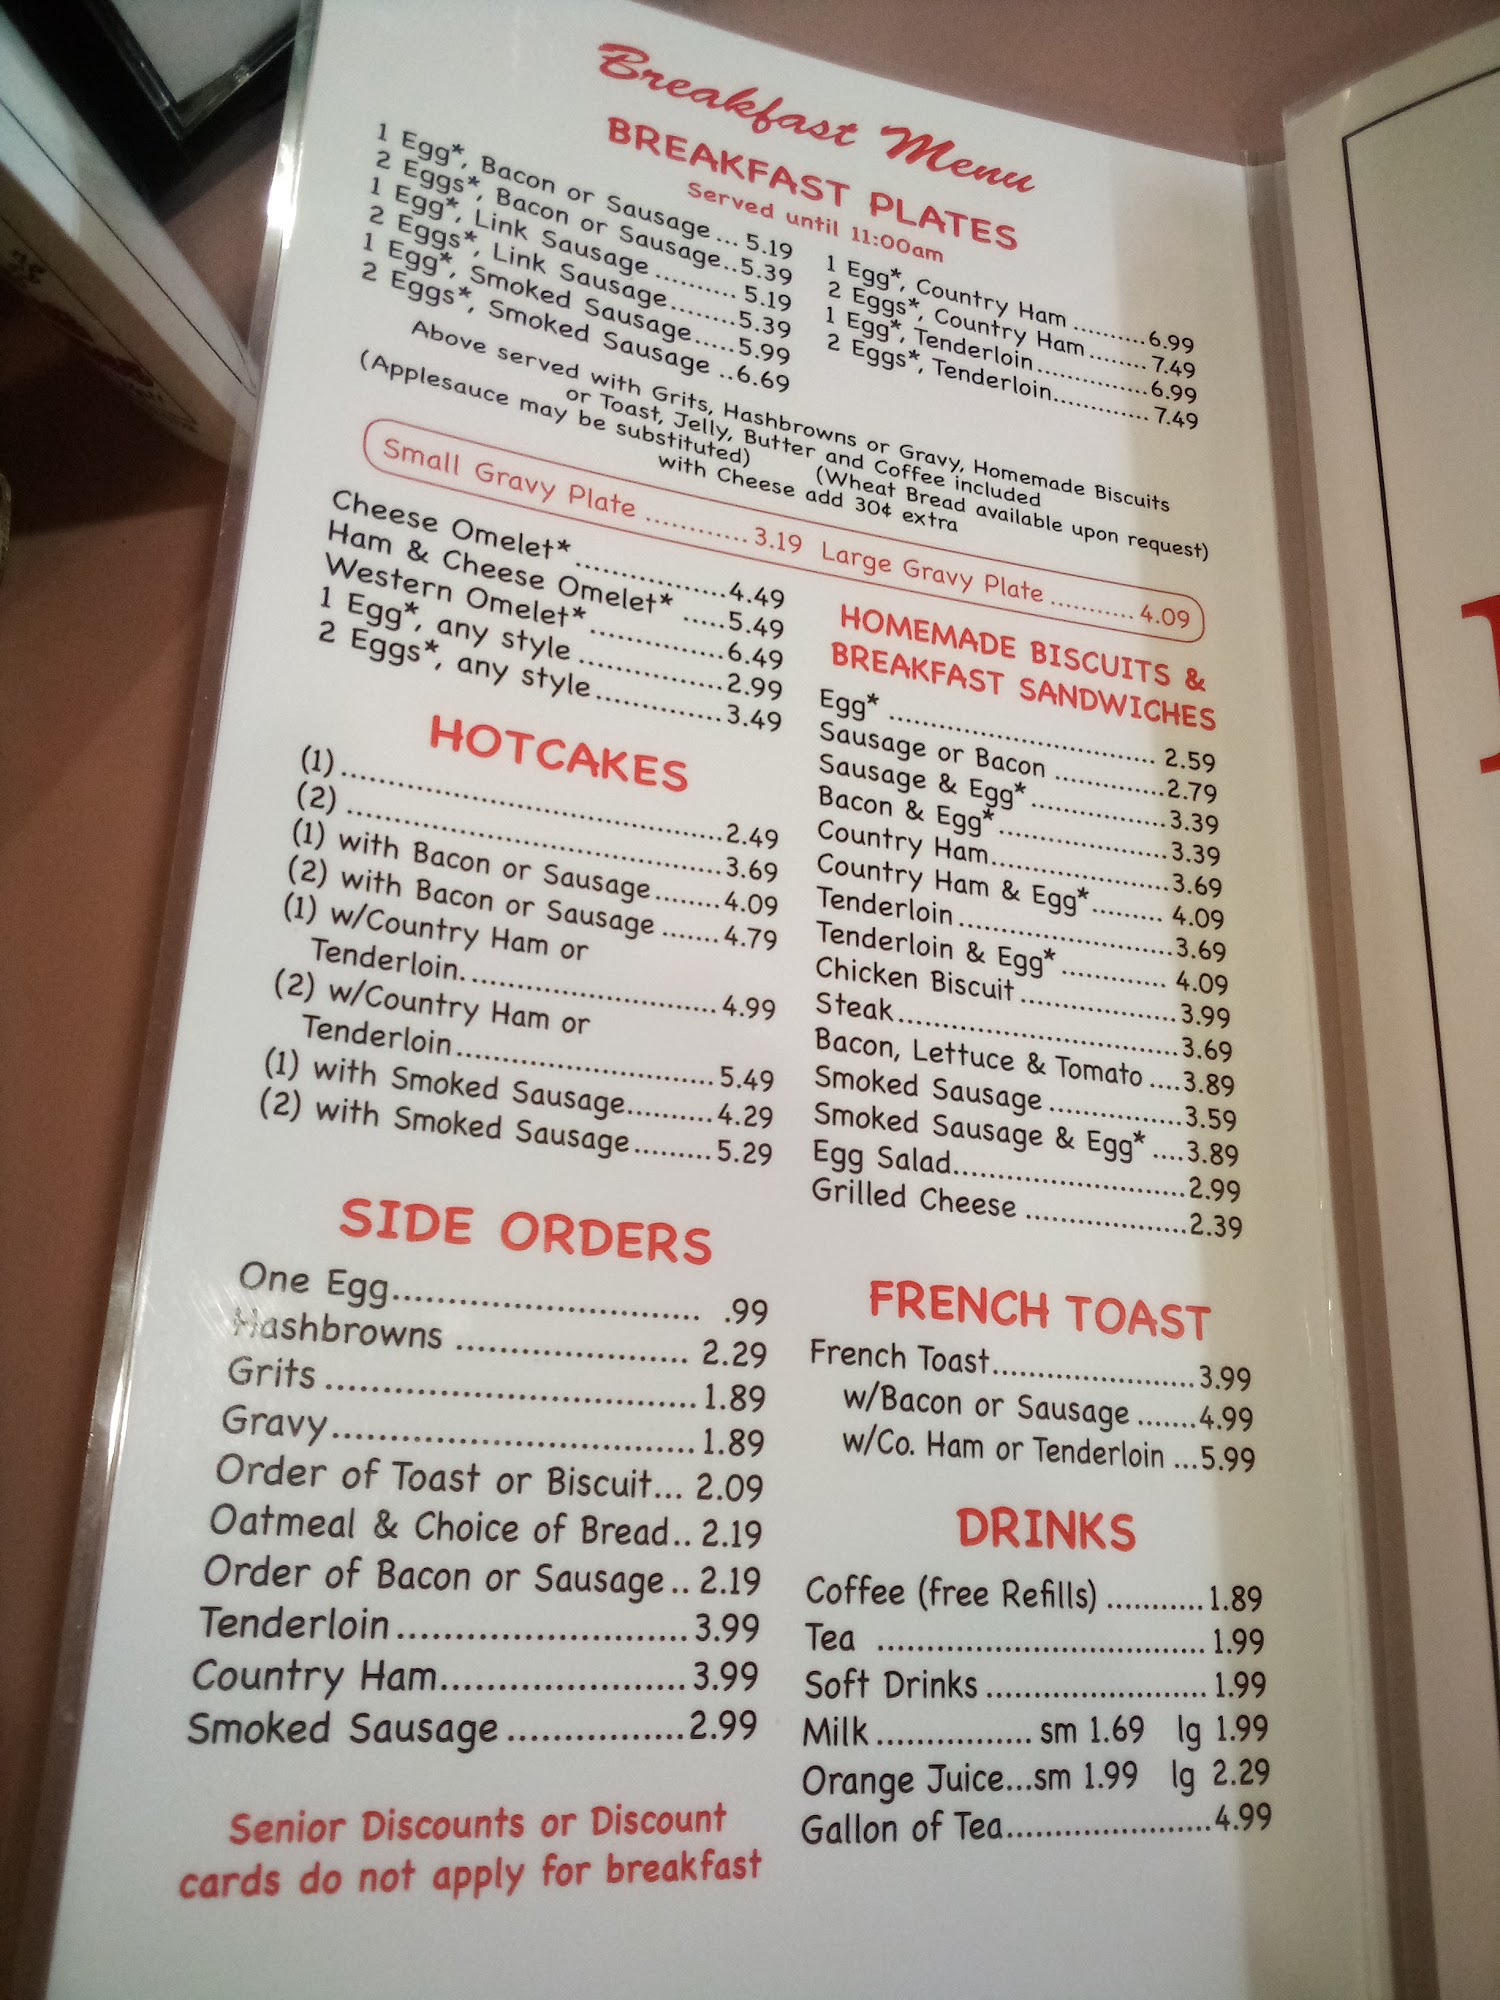 Breakfast Menu
BREAKFAST PLATES
Served until 11:00am
1 Egg*, Bacon or Sausage ... 5.19
2 Eggs*, Bacon or Sausage..5.39
1 Egg*, Link Sausage .......... 5.19
2 Eggs*, Link Sausage........5.39
1 Egg*, Smoked Sausage.....5.99
2 Eggs*, Smoked Sausage ..6.69
1 Egg*, Country Ham ..........6.99
2 Eggs*, Country Ham........ 7.49
1 Egg*, Tenderloin...............6.99
2 Eggs*, Tenderloin............. 7.49
Above served with Grits, Hashbrowns or Gravy, Homemade Biscuits
or Toast, Jelly, Butter and Coffee included
(Applesauce may be substituted) (Wheat Bread available upon request)
with Cheese add 30¢ extra
Small Gravy Plate ............ 3.19 Large Gravy Plate ........... 4.09
Cheese Omelet* .................4.49
Ham & Cheese Omelet* .....5.49
Western Omelet*...............6.49
1 Egg*, any style ................2.99
2 Eggs*, any style..............3.49
HOTCAKES
(1) ..........................................2.49
(2) .........................................3.69
(1) with Bacon or Sausage........4.09
(2) with Bacon or Sausage .......4.79
(1) w/Country Ham or
Tenderloin...........................4.99
(2) w/Country Ham or
Tenderloin............................5.49
(1) with Smoked Sausage..........4.29
(2) with Smoked Sausage.........5.29
SIDE ORDERS
One Egg............................ .99
Hashbrowns ..................... 2.29
Grits ................................. 1.89
Gravy................................. 1.89
Order of Toast or Biscuit... 2.09
Oatmeal & Choice of Bread.. 2.19
Order of Bacon or Sausage.. 2.19
Tenderloin......................... 3.99
Country Ham...................... 3.99
Smoked Sausage ................2.99
Senior Discounts or Discount
cards do not apply for breakfast
HOMEMADE BISCUITS &
BREAKFAST SANDWICHES
Egg* ................................ 2.59
Sausage or Bacon .............2.79
Sausage & Egg*.................3.39
Bacon & Egg*.....................3.39
Country Ham......................3.69
Country Ham & Egg*......... 4.09
Tenderloin..........................3.69
Tenderloin & Egg*............. 4.09
Chicken Biscuit ...................3.99
Steak..................................3.69
Bacon, Lettuce & Tomato ....3.89
Smoked Sausage ................3.59
Smoked Sausage & Egg* ....3.89
Egg Salad............................2.99
Grilled Cheese ....................2.39
FRENCH TOAST
French Toast........................3.99
w/Bacon or Sausage .......4.99
w/Co. Ham or Tenderloin ...5.99
DRINKS
Coffee (free Refills) ...........1.89
Tea .................................. 1.99
Soft Drinks ........................ 1.99
Milk ................ sm 1.69 lg 1.99
Orange Juice...sm 1.99 lg 2.29
Gallon of Tea......................4.99